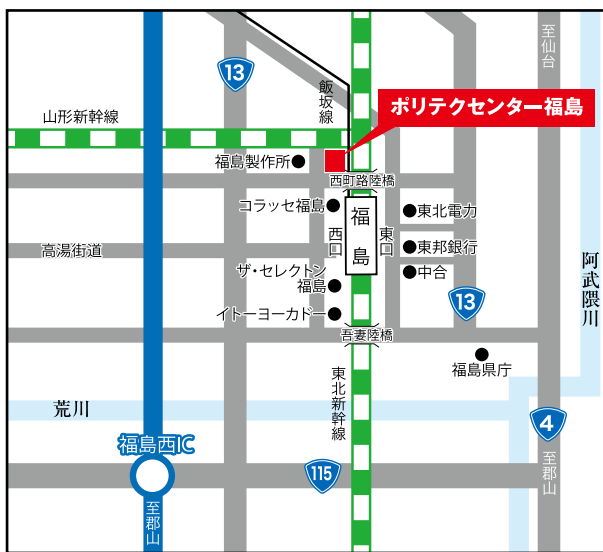 至仙台
13
飯坂線
ポリテクセンター福島
山形新幹線
福島製作所
西町路陸橋
コラッセ福島
福島
西口
東口
東北電力
東邦銀行
中合
高湯街道
ザ・セレクトン
福島
イトーヨーカドー
13
阿武隈川
吾妻陸橋
福島県庁
東北新幹線
荒川
福島西IC
4
115
至郡山
至郡山